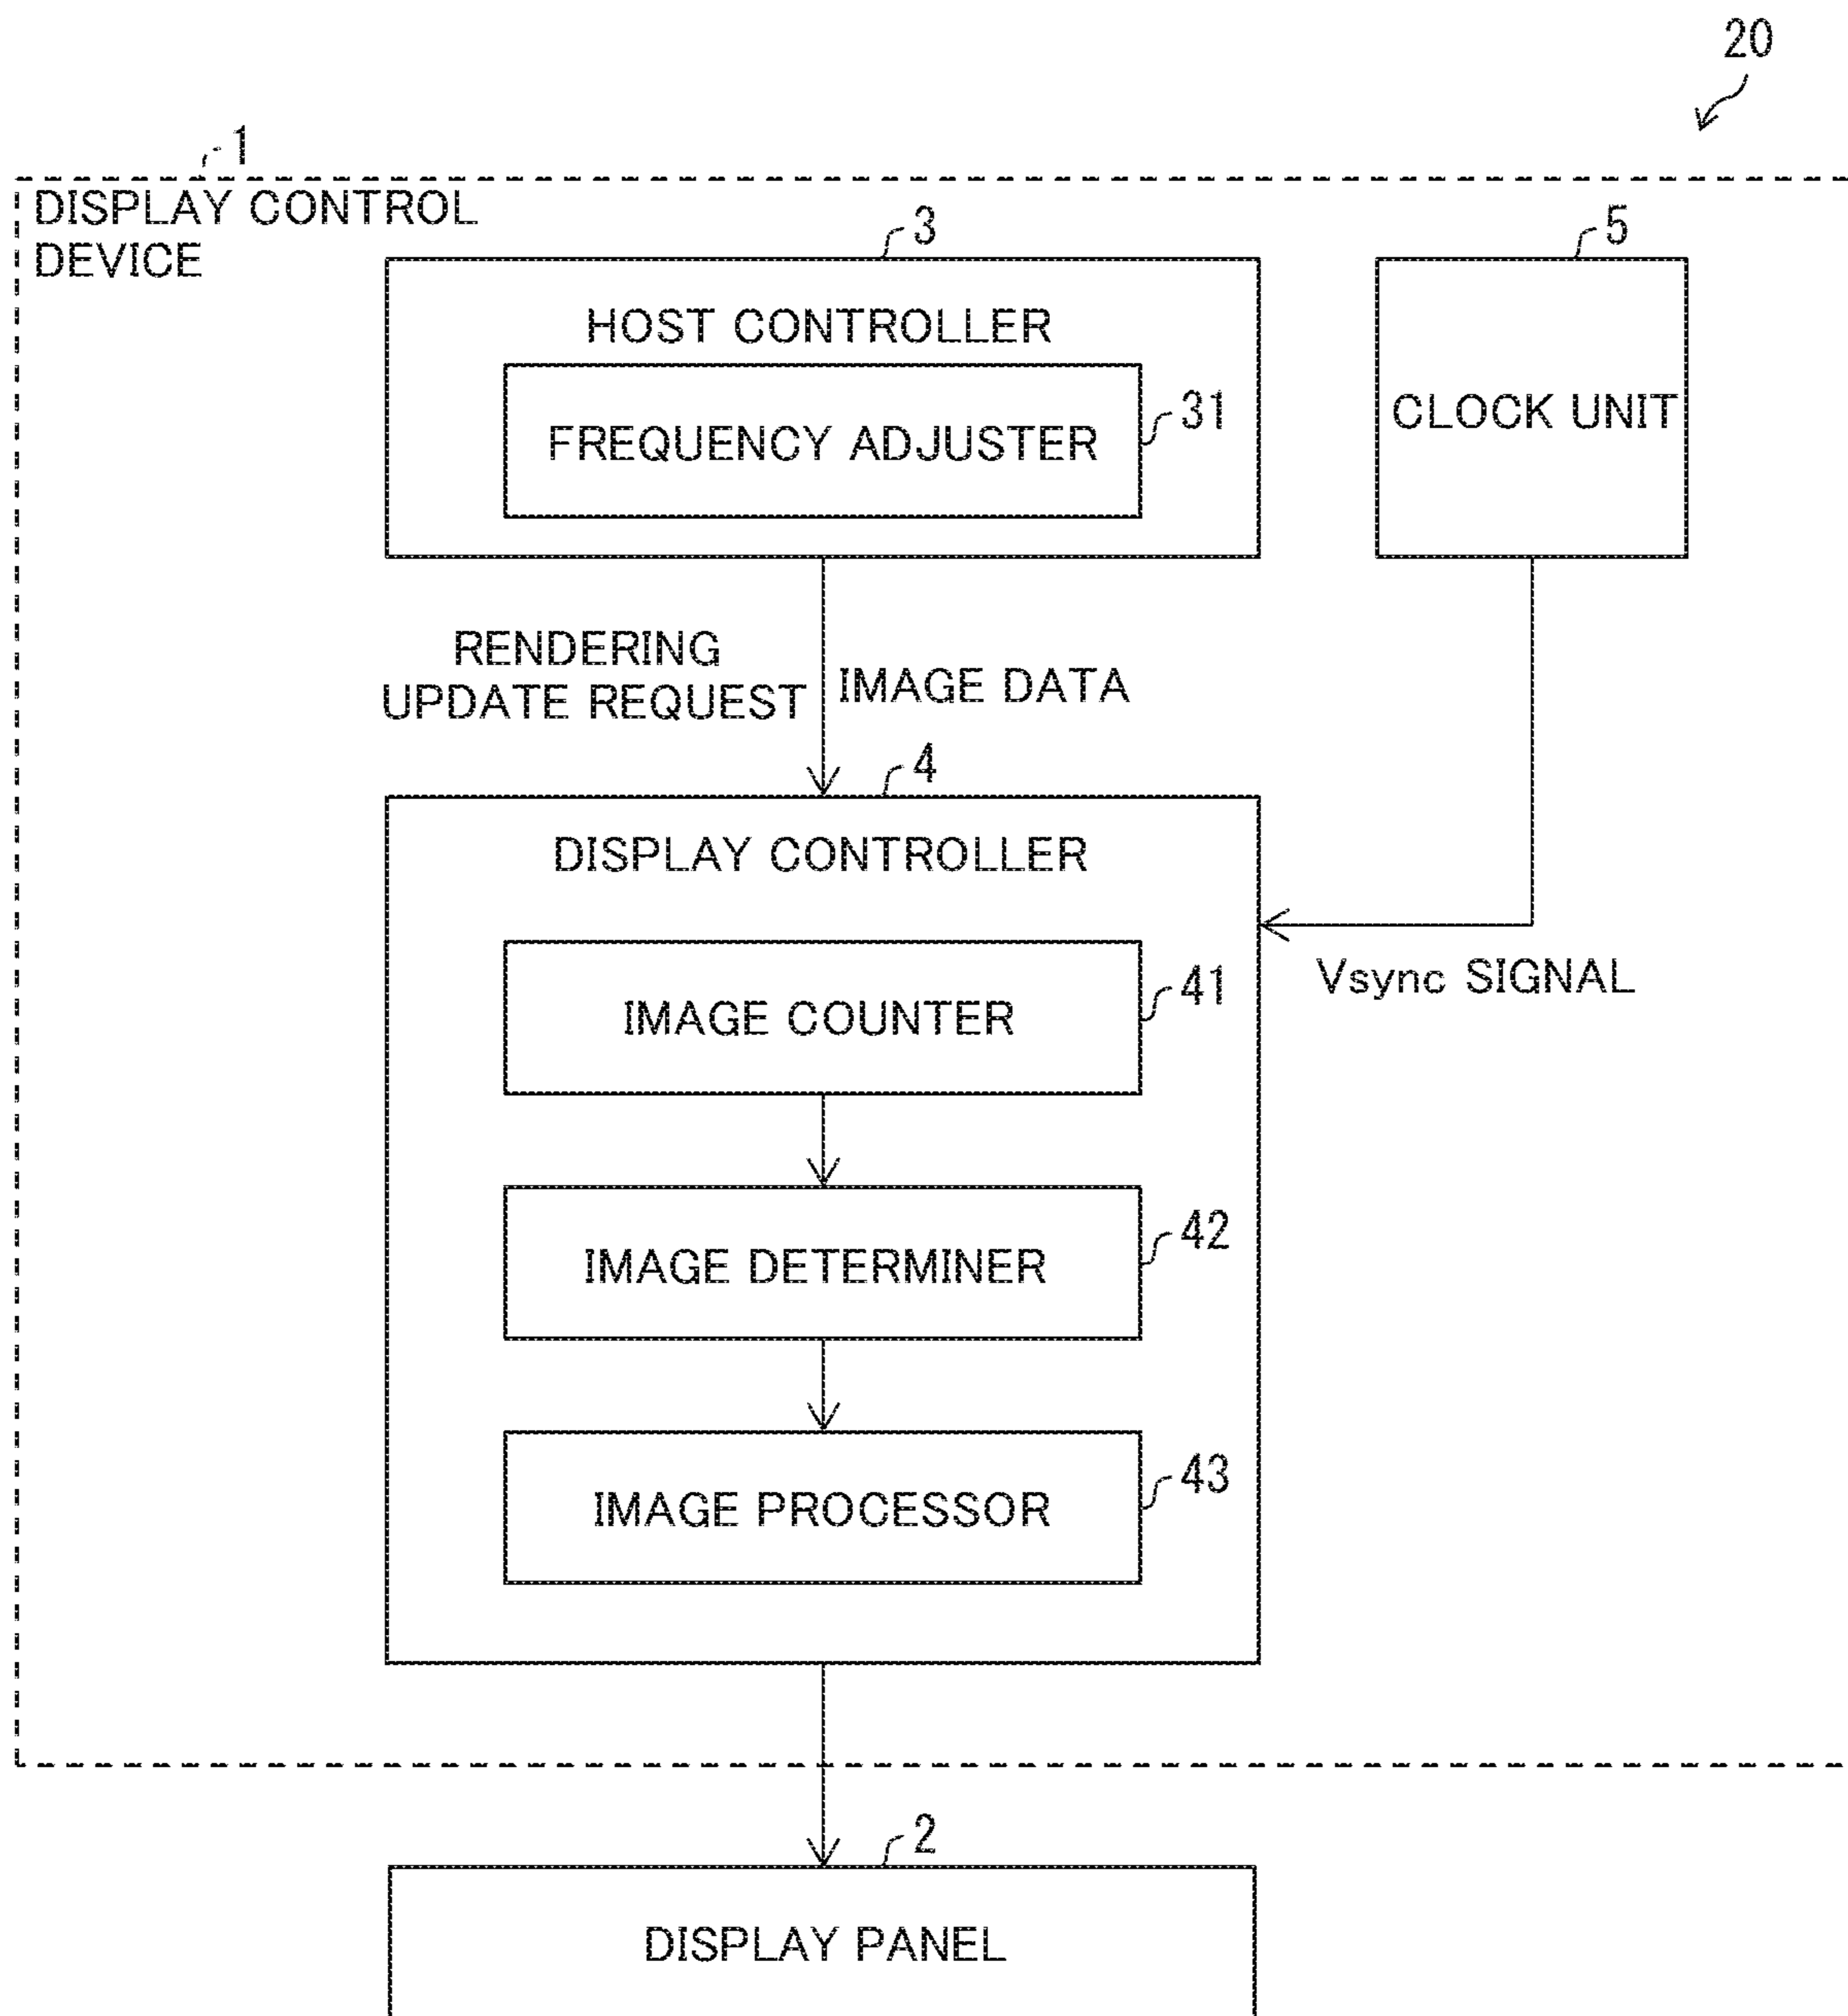 20
1
DISPLAY CONTROL
DEVICE
3
5
HOST CONTROLLER
FREQUENCY ADJUSTER
31
CLOCK UNIT
RENDERING
UPDATE REQUEST
IMAGE DATA
4
DISPLAY CONTROLLER
Vsync SIGNAL
IMAGE COUNTER
41
IMAGE DETERMINER
42
IMAGE PROCESSOR
43
2
DISPLAY PANEL